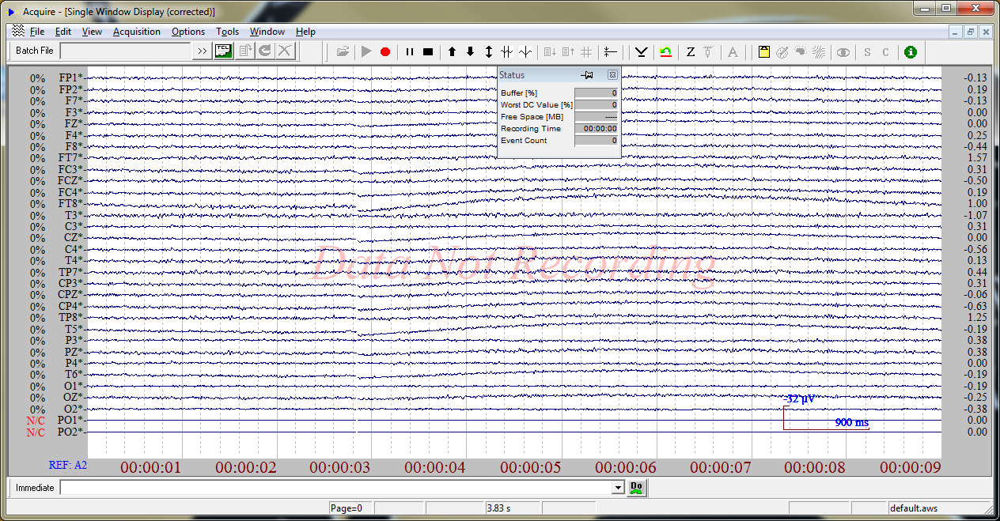 Acquire - [Single Window Display (corrected)]
File Edit View Acquisition Options Tools Window Help
Batch File >> TCL Z A S C
Status
Buffer [%] 0
Worst DC Value [%] 0
Free Space [MB] -----
Recording Time 00:00:00
Event Count 0
0% FP1*- -0.13
0% FP2*- 0.19
0% F7*- -0.13
0% F3*- 0.00
0% FZ*- 0.00
0% F4*- 0.25
0% F8*- -0.44
0% FT7*- 1.57
0% FC3*- 0.31
0% FCZ*- -0.50
0% FC4*- 0.19
0% FT8*- 1.00
0% T3*- -1.07
0% C3*- 0.31
0% CZ*- 0.00
0% C4*- -0.56
0% T4*- 0.13
Data Not Recording
0% TP7*- 0.44
0% CP3*- 0.31
0% CPZ*- -0.06
0% CP4*- -0.63
0% TP8*- 1.25
0% T5*- -0.19
0% P3*- 0.38
0% PZ*- 0.38
0% P4*- 0.00
0% T6*- -0.19
0% O1*- -0.19
0% OZ*- -0.25
-32 µV
0% O2*- -0.38
N/C PO1*- 0.00
900 ms
N/C PO2*- 0.00
REF: A2 00:00:01 00:00:02 00:00:03 00:00:04 00:00:05 00:00:06 00:00:07 00:00:08 00:00:09
Immediate Do
Page=0 3.83 s default.aws